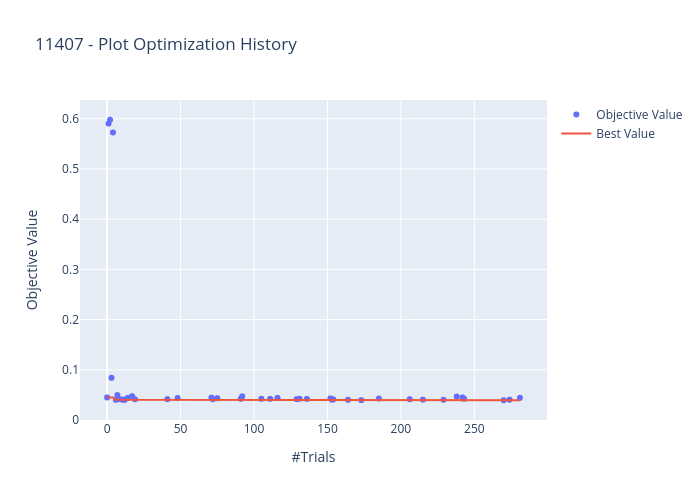 11407 - Plot Optimization History
Objective Value
Best Value
0.6
0.5
0.4
0.3
0.2
0.1
0
Objective Value
0
50
100
150
200
250
#Trials